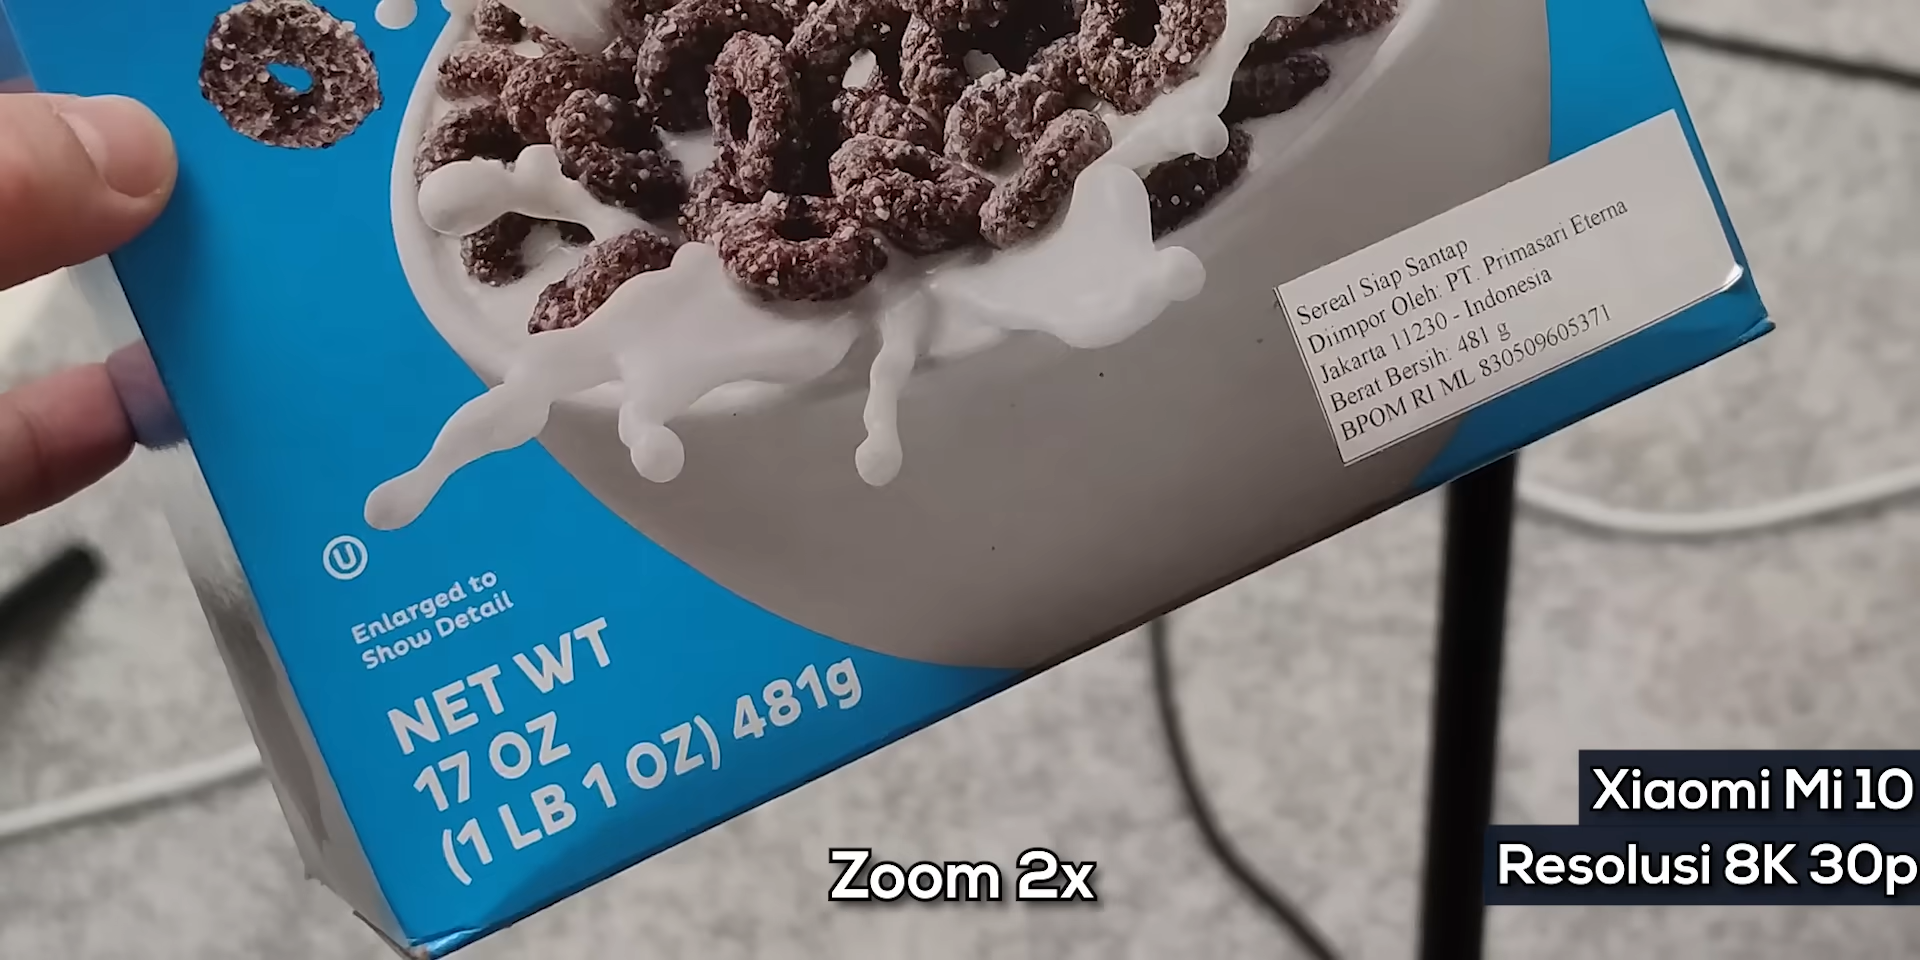 Sereal Siap Santap
Diimpor Oleh: PT. Primasari Eterna
Jakarta 11230 - Indonesia
Berat Bersih: 481 g
BPOM RI ML 830509605371
U
Enlarged to
Show Detail
NET WT
17 OZ
(1 LB 1 OZ) 481g
Zoom 2x
Xiaomi Mi 10
Resolusi 8K 30p